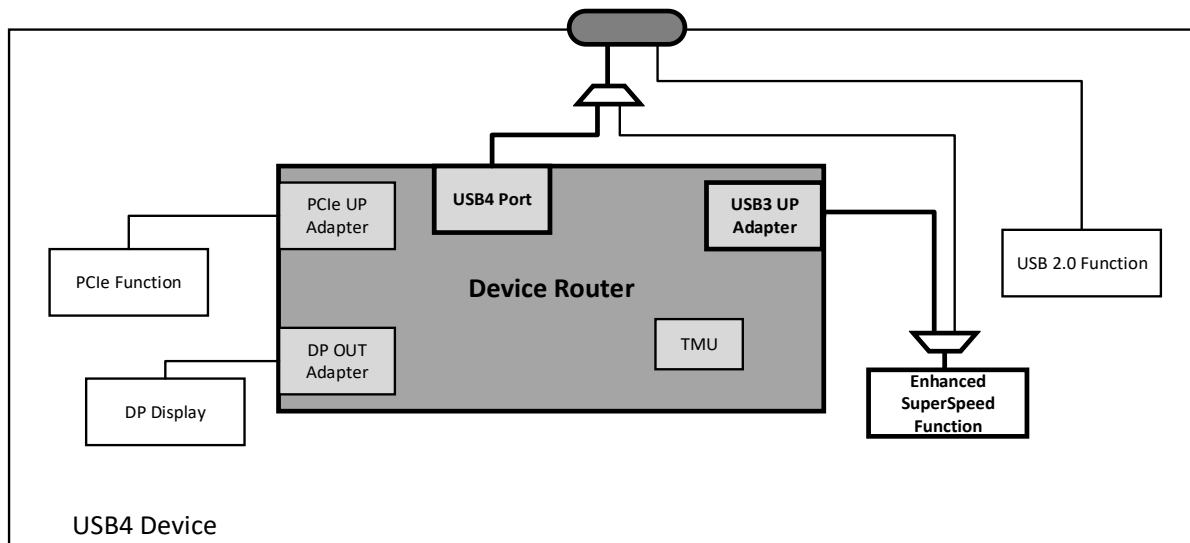 PCIe UP
Adapter
USB4 Port
USB3 UP
Adapter
PCIe Function
USB 2.0 Function
Device Router
DP OUT
Adapter
TMU
DP Display
Enhanced
SuperSpeed
Function
USB4 Device